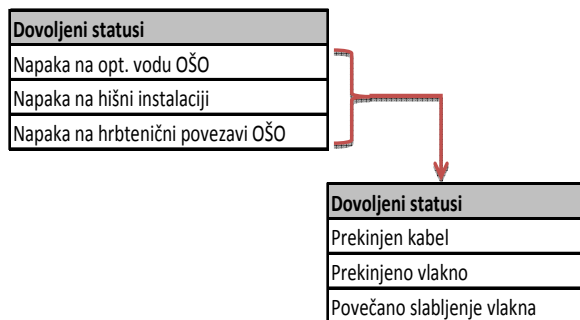 Dovoljeni statusi
Napaka na opt. vodu OŠO
Napaka na hišni instalaciji
Napaka na hrbtenični povezavi OŠO
Dovoljeni statusi
Prekinjen kabel
Prekinjeno vlakno
Povečano slabljenje vlakna